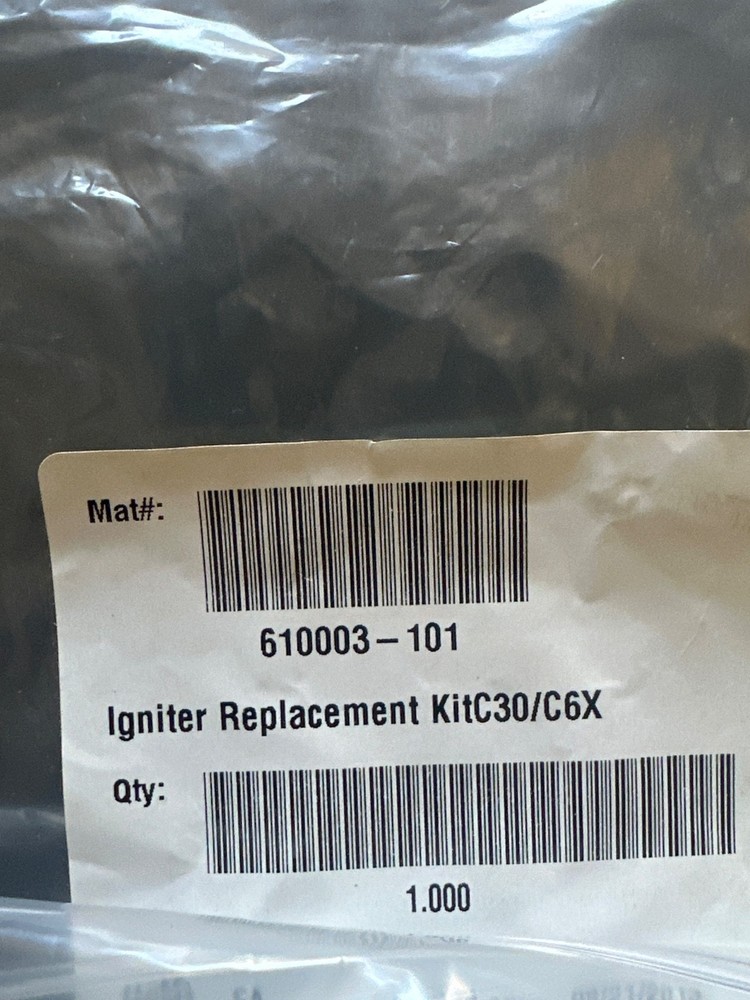 Mat#:
610003-101
Igniter Replacement KitC30/C6X
Qty:
1.000